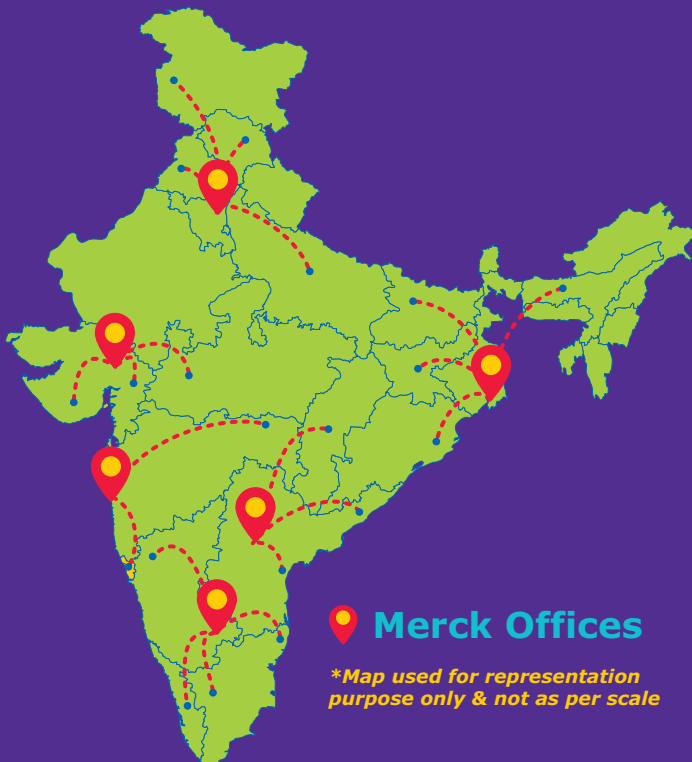 Merck Offices
*Map used for representation
purpose only & not as per scale